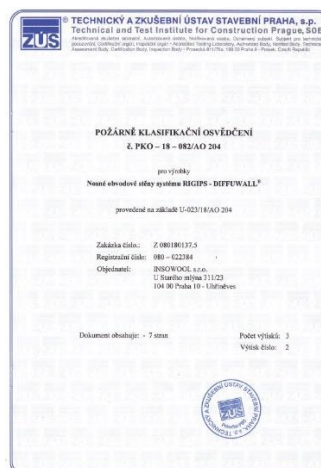 TECHNICKÝ A ZKUŠEBNÍ ÚSTAV STAVEBNÍ PRAHA, s.p.
Technical and Test Institute for Construction Prague, SOE
ZÚS
POŽÁRNĚ KLASIFIKAČNÍ OSVĚDČENÍ
č. PKO – 18 – 082/AO 204
pro výrobky
Nosné obvodové stěny systému RIGIPS - DIFFUWALL®
provedené na základě U-023/18/AO 204
Zakázka číslo.: Z 080180137.5
Registrační číslo: 080 – 022384
Objednatel: INSOWOOL s.r.o.
U Starého mlýna 311/23
104 00 Praha 10 - Uhříněves
Dokument obsahuje: - 7 stran
Počet výtisků: 3
Výtisk číslo: 2
ZÚS